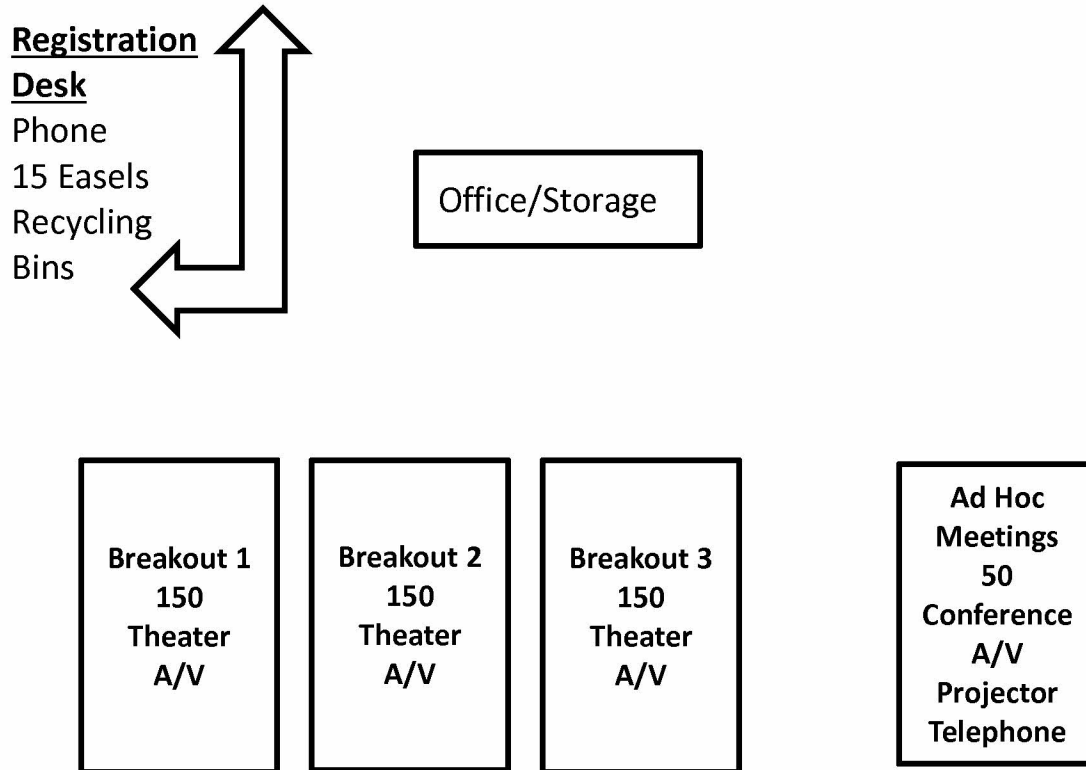 Registration
Desk
Phone
15 Easels
Recycling
Bins
Office/Storage
Breakout 1
150
Theater
A/V
Breakout 2
150
Theater
A/V
Breakout 3
150
Theater
A/V
Ad Hoc
Meetings
50
Conference
A/V
Projector
Telephone